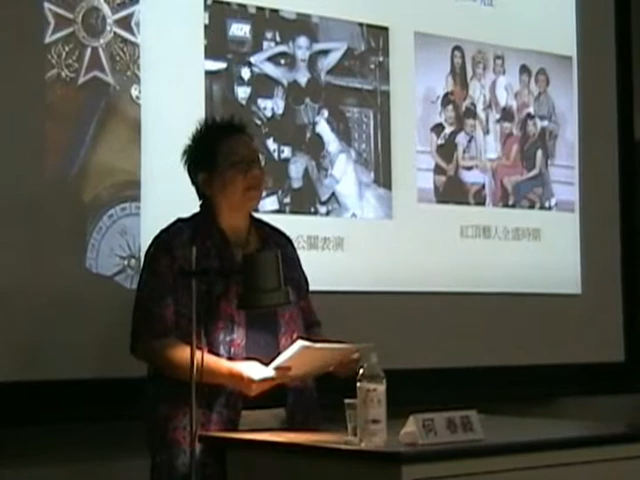 公關表演
紅頂藝人全盛時期
何春蕤